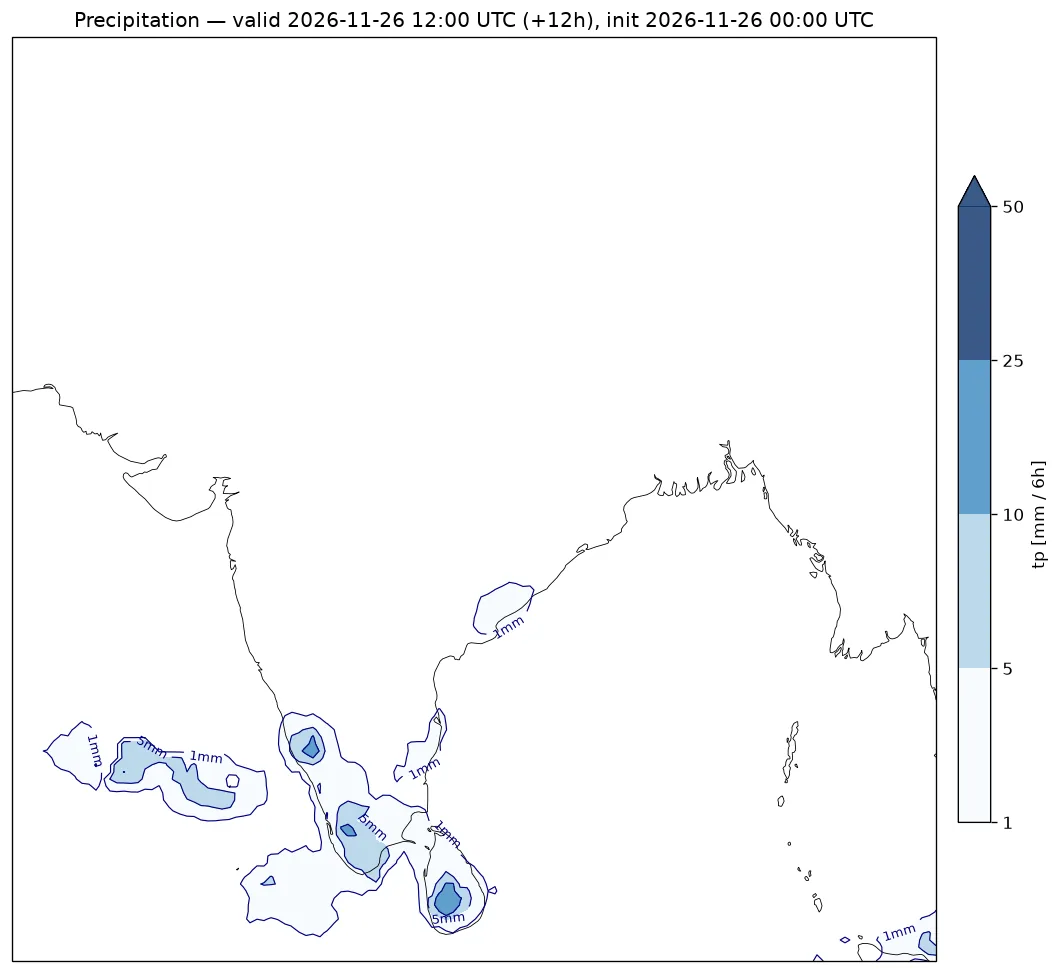 Precipitation — valid 2026-11-26 12:00 UTC (+12h), init 2026-11-26 00:00 UTC
50
25
10
5
1
tp [mm / 6h]
1mm
1mm
5mm
1mm
1mm
5mm
1mm
5mm
1mm